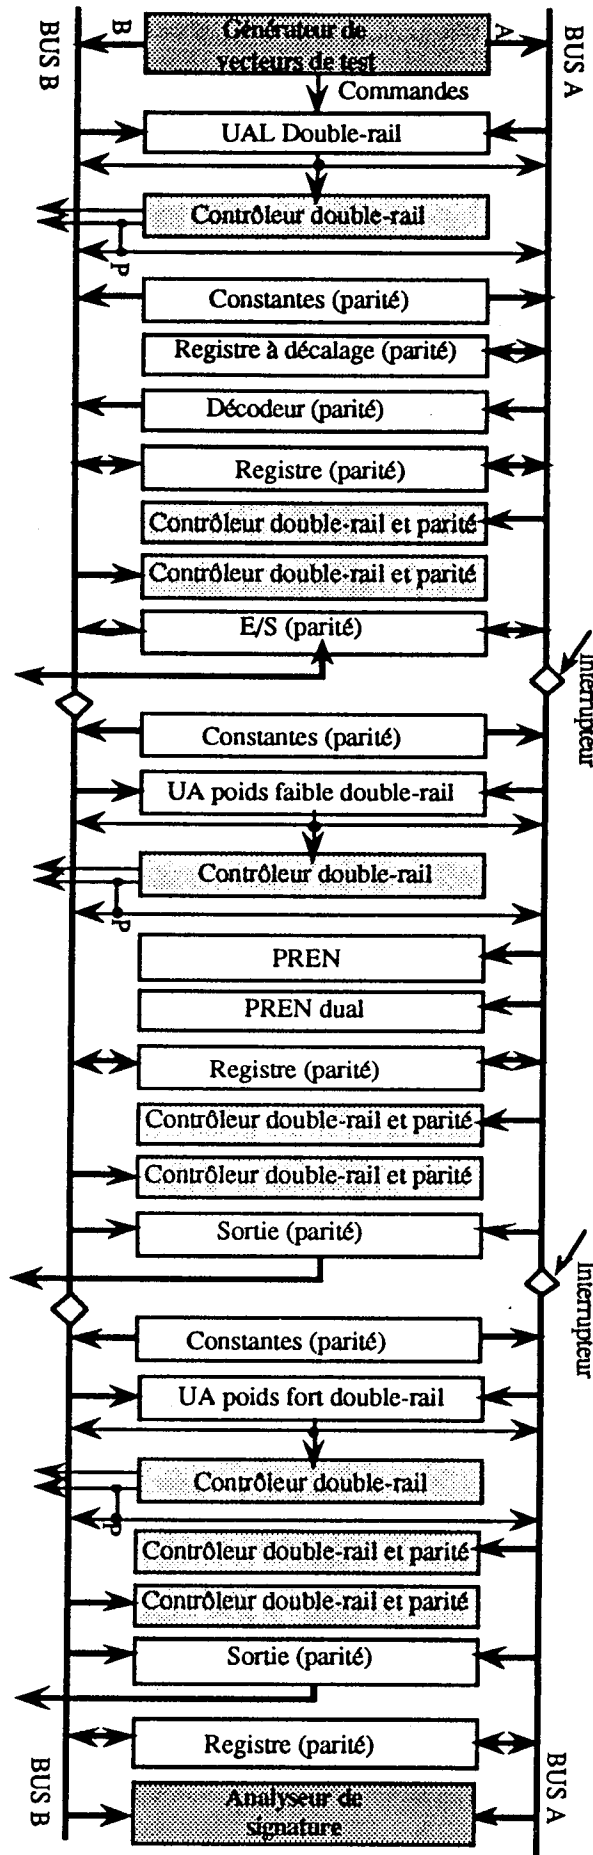 BUS B
B
Générateur de
vecteurs de test
A
BUS A
Commandes
UAL Double-rail
Contrôleur double-rail
P
Constantes (parité)
Registre à décalage (parité)
Décodeur (parité)
Registre (parité)
Contrôleur double-rail et parité
Contrôleur double-rail et parité
E/S (parité)
Interrupteur
Constantes (parité)
UA poids faible double-rail
Contrôleur double-rail
P
PREN
PREN dual
Registre (parité)
Contrôleur double-rail et parité
Contrôleur double-rail et parité
Sortie (parité)
Interrupteur
Constantes (parité)
UA poids fort double-rail
Contrôleur double-rail
P
Contrôleur double-rail et parité
Contrôleur double-rail et parité
Sortie (parité)
Registre (parité)
BUS B
Analyseur de
signature
BUS A